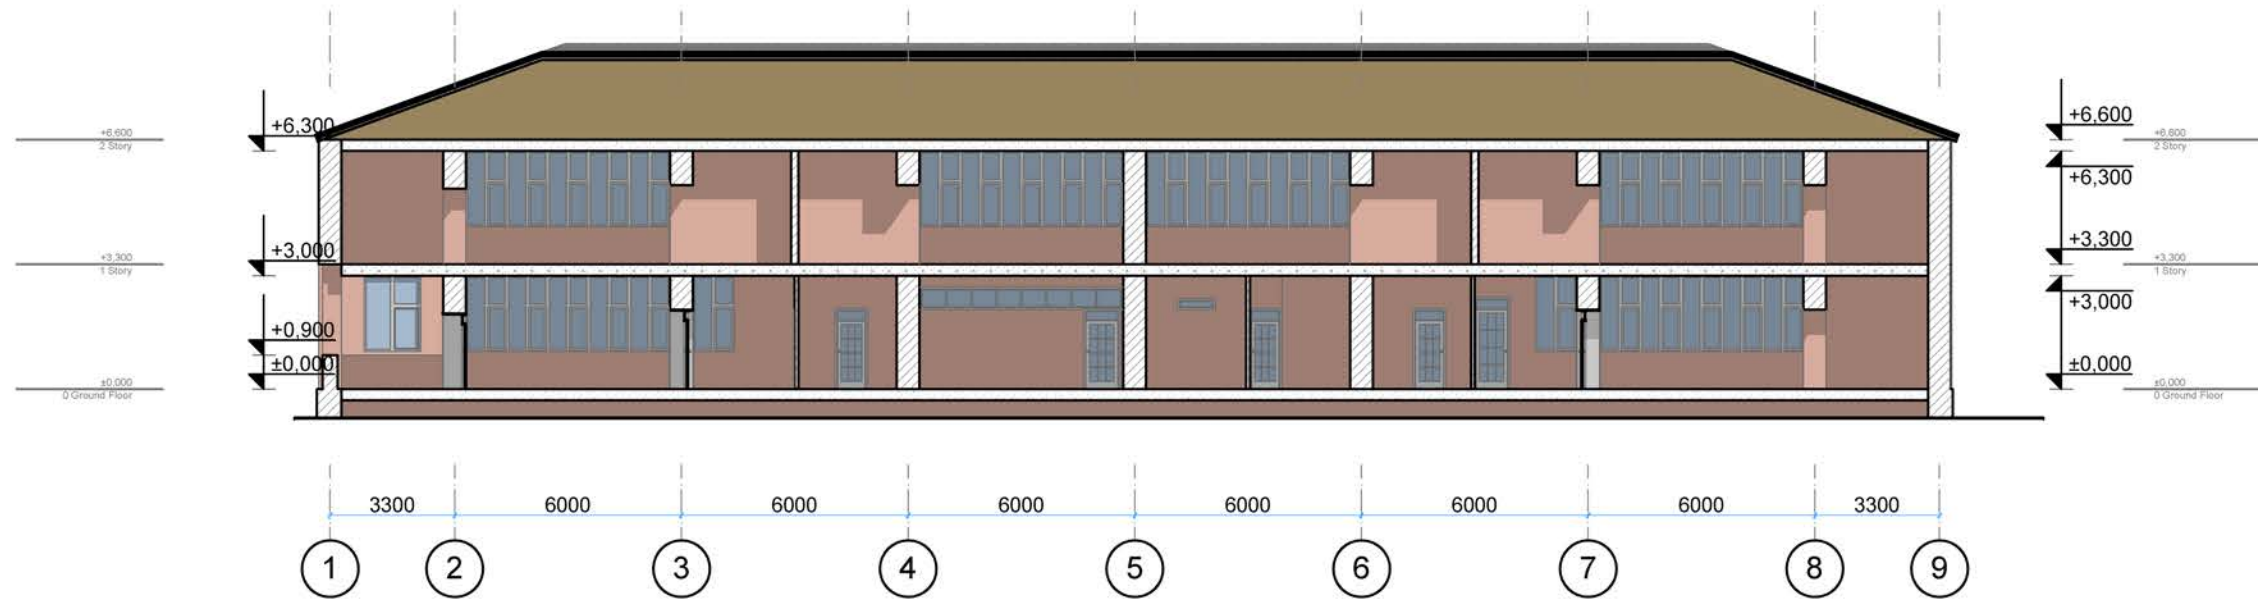 +6,600
2 Story
+6,300
+6,600
+6,600
2 Story
+6,300
+3,300
1 Story
+3,000
+3,300
+3,300
1 Story
+3,000
+0,900
±0,000
±0,000
0 Ground Floor
±0,000
±0,000
0 Ground Floor
3300 6000 6000 6000 6000 6000 6000 3300
1 2 3 4 5 6 7 8 9